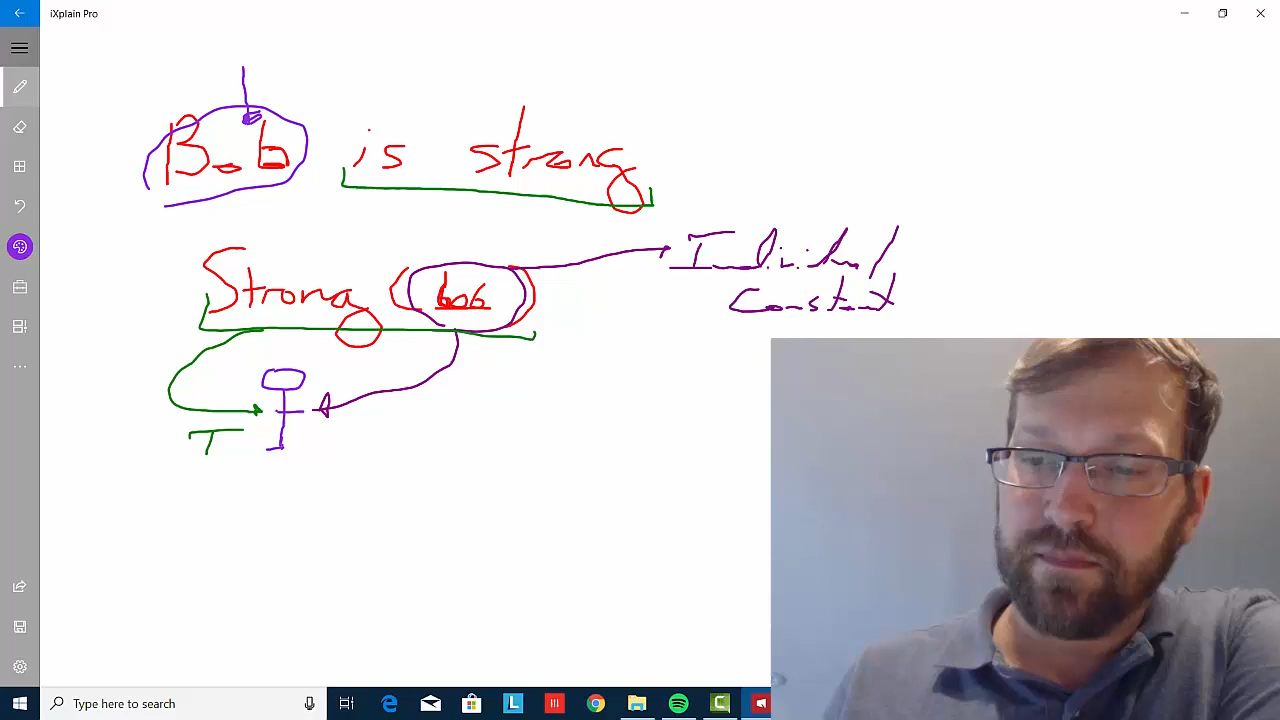 iXplain Pro
Bob is strong
Strong (bob)
Individual
constant
T
Type here to search